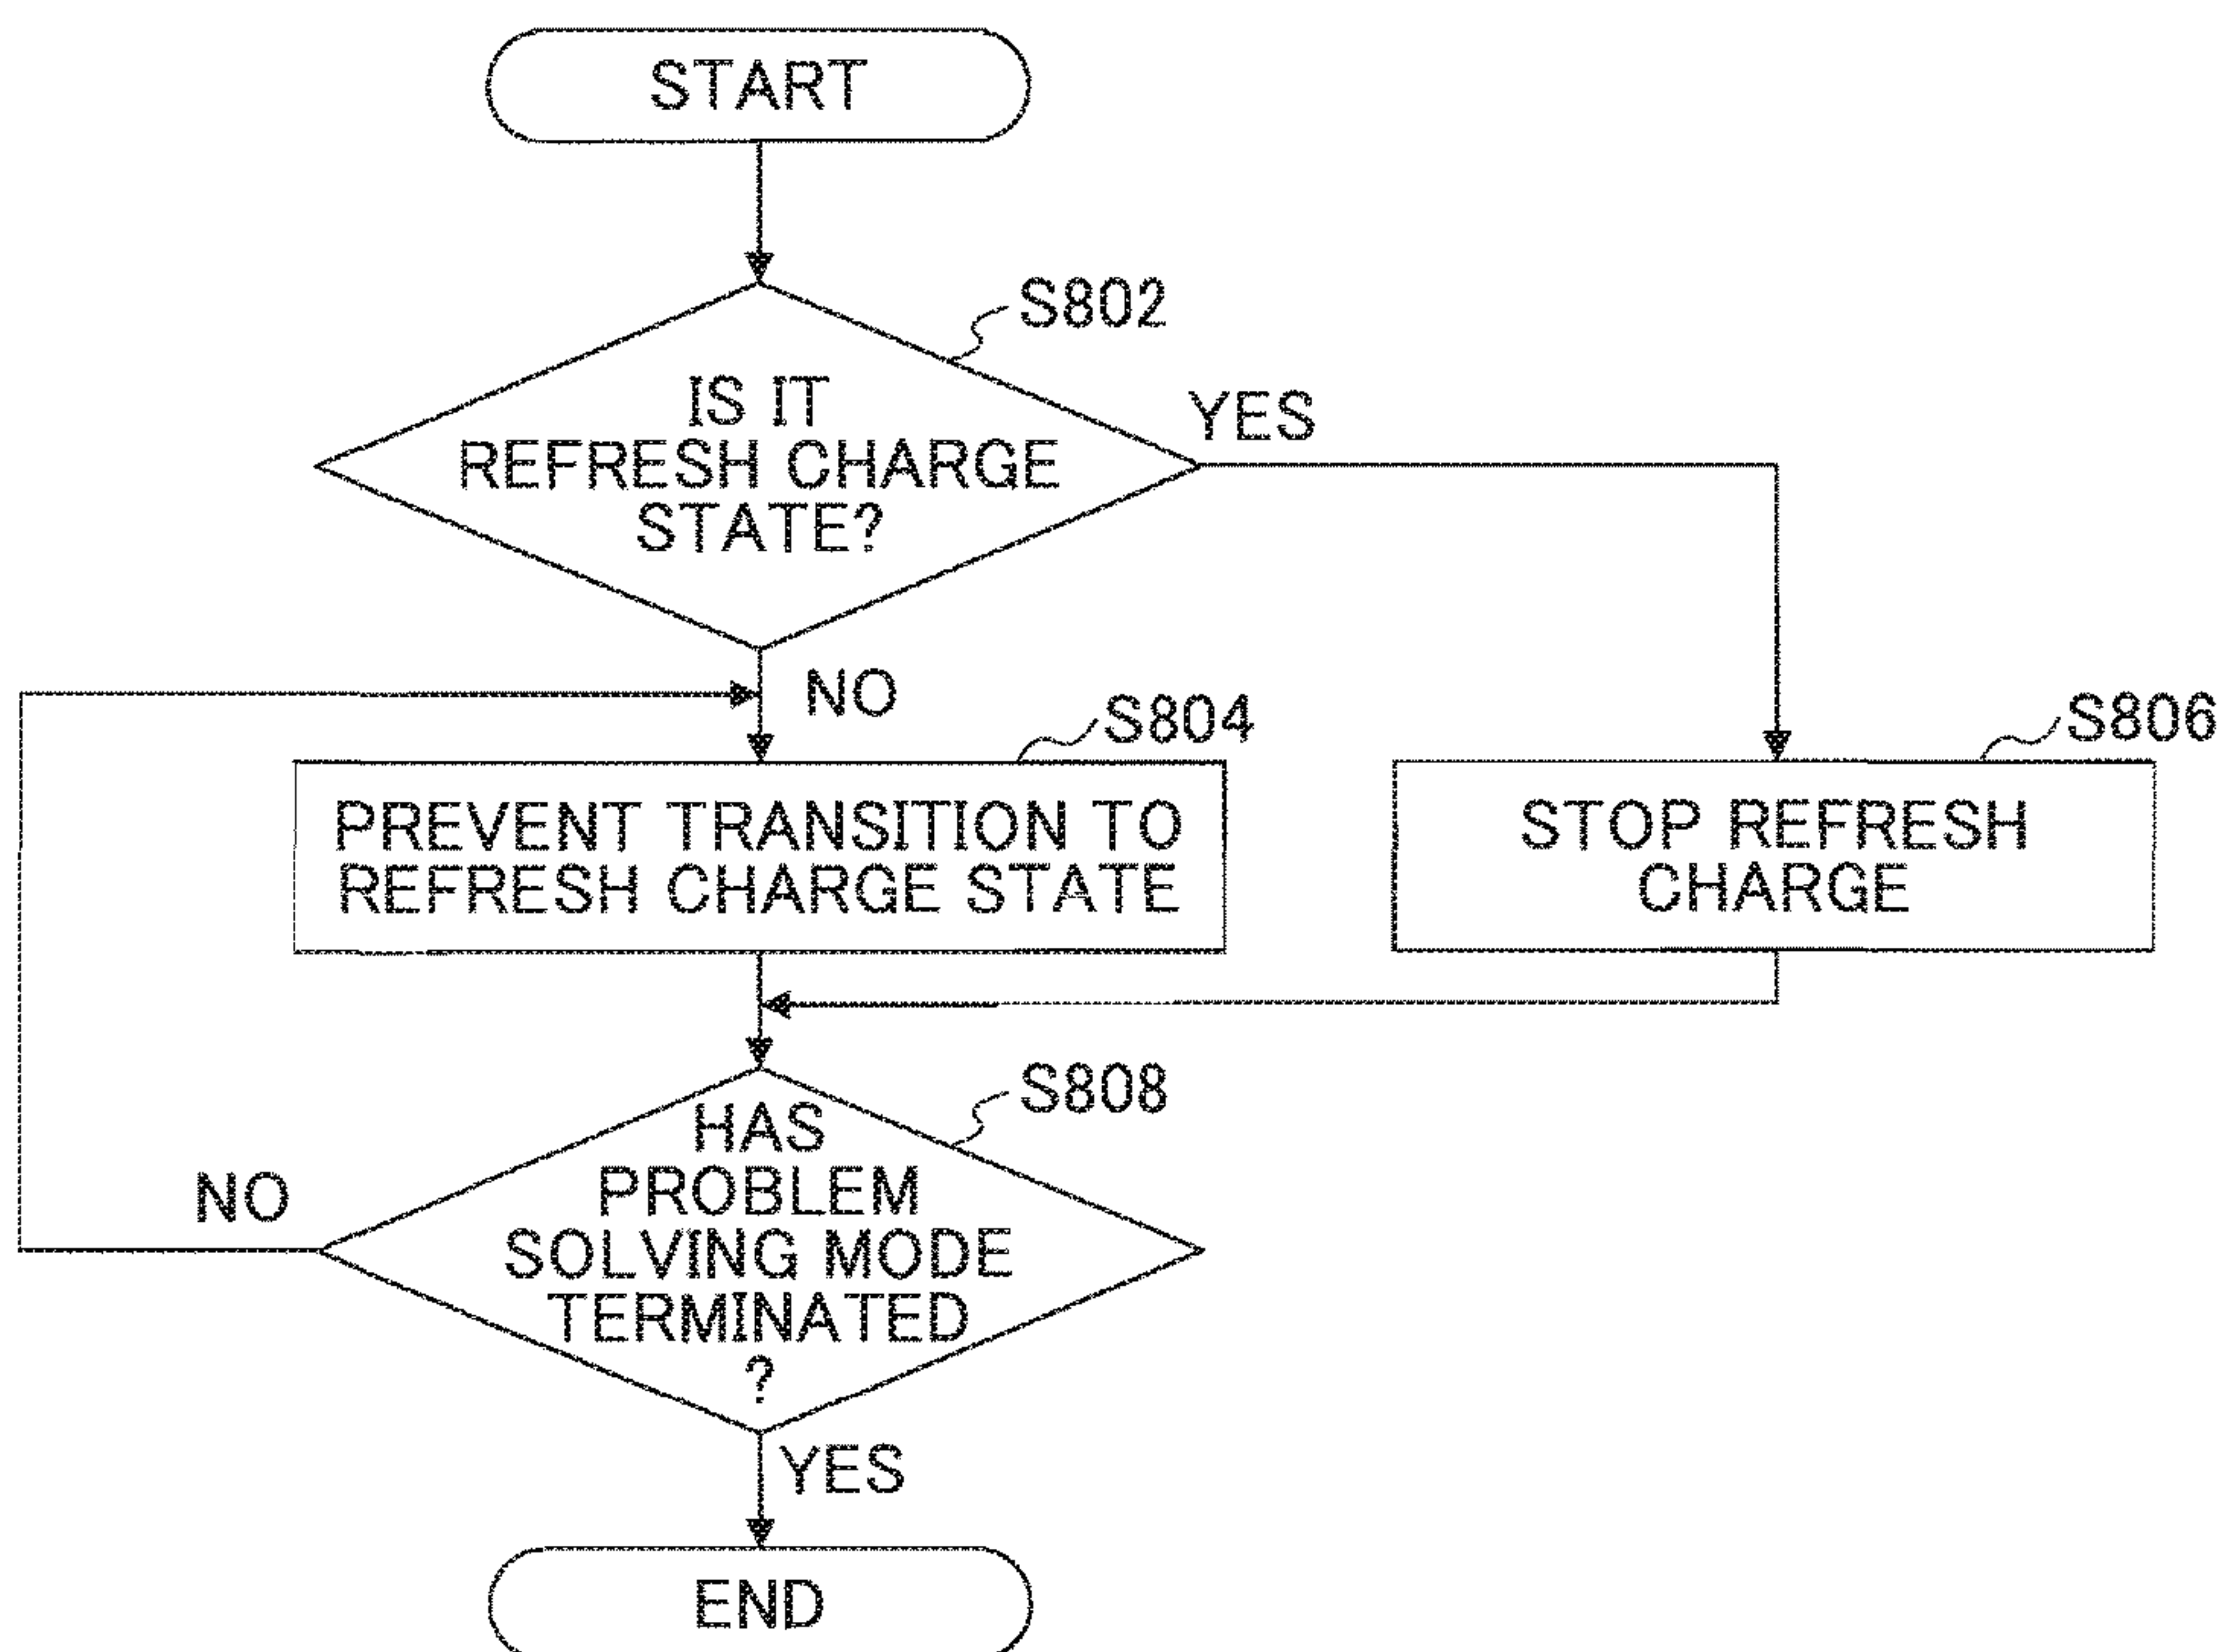 START
S802
IS IT
REFRESH CHARGE
STATE?
YES
NO
S804
PREVENT TRANSITION TO
REFRESH CHARGE STATE
S806
STOP REFRESH
CHARGE
S808
HAS
PROBLEM
SOLVING MODE
TERMINATED
?
NO
YES
END